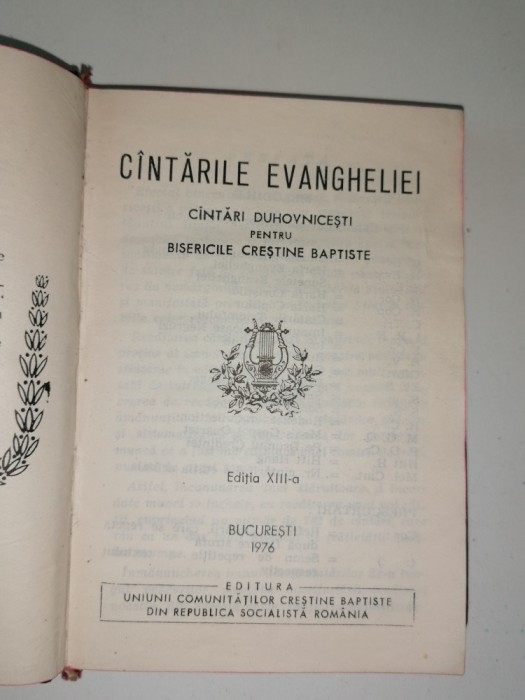 CÎNTĂRILE EVANGHELIEI
CÎNTĂRI DUHOVNICEȘTI
PENTRU
BISERICILE CREȘTINE BAPTISTE
Ediția XIII-a
BUCUREȘTI
1976
EDITURA
UNIUNII COMUNITĂȚILOR CREȘTINE BAPTISTE
DIN REPUBLICA SOCIALISTĂ ROMÂNIA